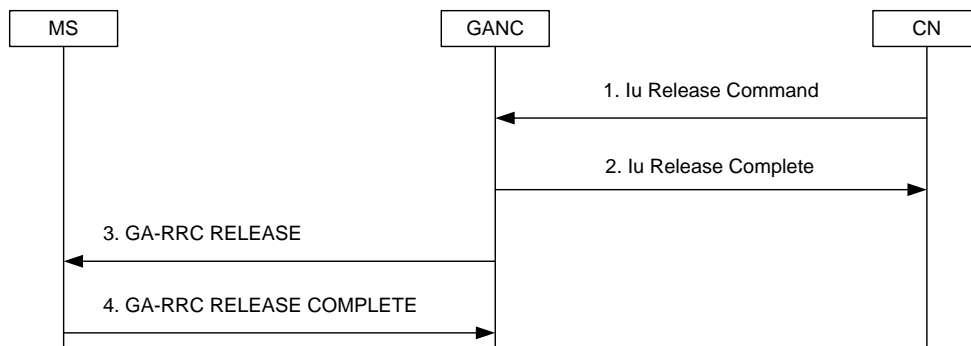 MS
GANC
CN
1. Iu Release Command
2. Iu Release Complete
3. GA-RRC RELEASE
4. GA-RRC RELEASE COMPLETE